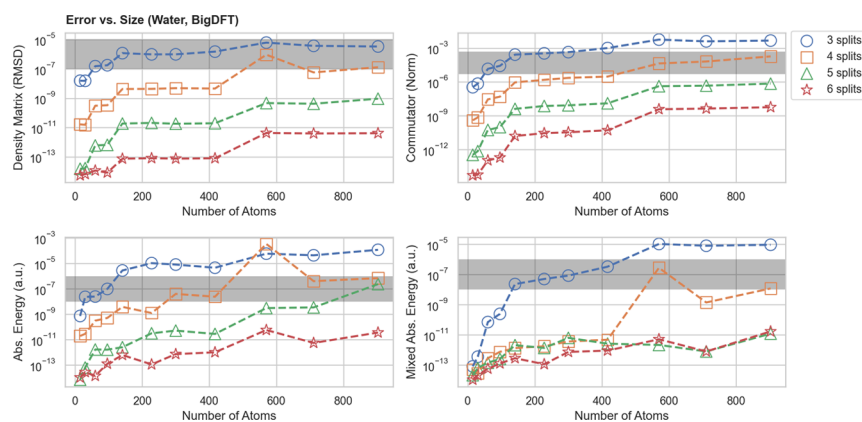 Error vs. Size (Water, BigDFT)
Density Matrix (RMSD)
10⁻⁵
10⁻⁷
10⁻⁹
10⁻¹¹
10⁻¹³
0 200 400 600 800
Number of Atoms
Commutator (Norm)
10⁻³
10⁻⁶
10⁻⁹
10⁻¹²
0 200 400 600 800
Number of Atoms
3 splits
4 splits
5 splits
6 splits
Abs. Energy (a.u.)
10⁻³
10⁻⁵
10⁻⁷
10⁻⁹
10⁻¹¹
10⁻¹³
0 200 400 600 800
Number of Atoms
Mixed Abs. Energy (a.u.)
10⁻⁵
10⁻⁷
10⁻⁹
10⁻¹¹
10⁻¹³
0 200 400 600 800
Number of Atoms